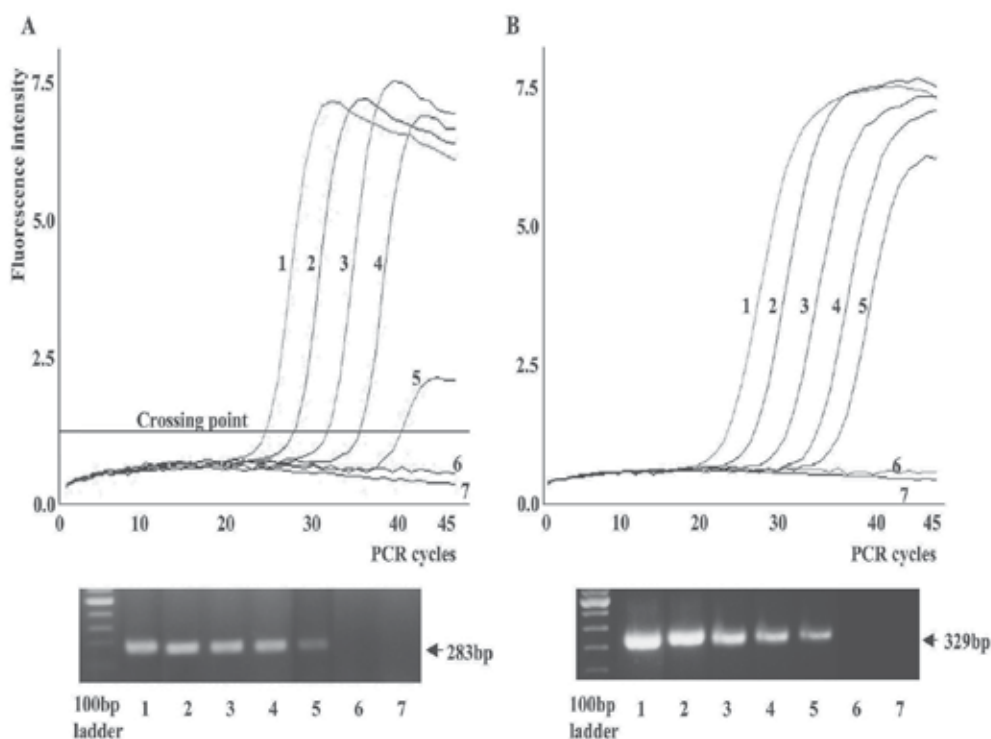 A
Fluorescence intensity
7.5
5.0
2.5
0.0
1 2 3 4
5
Crossing point
6
7
0 10 20 30 40 45
PCR cycles
283bp
100bp ladder
1 2 3 4 5 6 7
B
7.5
5.0
2.5
0.0
1 2 3 4 5
6
7
0 10 20 30 40 45
PCR cycles
329bp
100bp ladder
1 2 3 4 5 6 7